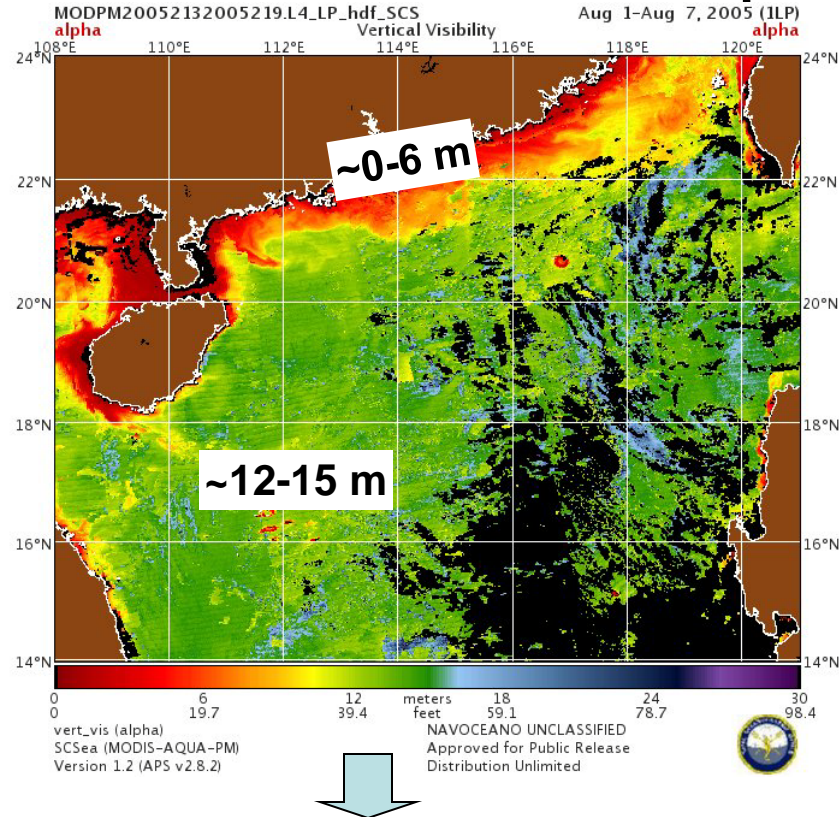 MODPM20052132005219.L4_LP_hdf_SCS Aug 1-Aug 7, 2005 (1LP)
alpha Vertical Visibility alpha
108°E 110°E 112°E 114°E 116°E 118°E 120°E
24°N 24°N
~0-6 m
22°N 22°N
20°N 20°N
18°N 18°N
~12-15 m
16°N 16°N
14°N 14°N
0 6 12 meters 18 24 30
0 19.7 39.4 feet 59.1 78.7 98.4
vert_vis (alpha) NAVOCEANO UNCLASSIFIED
SCSea (MODIS-AQUA-PM) Approved for Public Release
Version 1.2 (APS v2.8.2) Distribution Unlimited